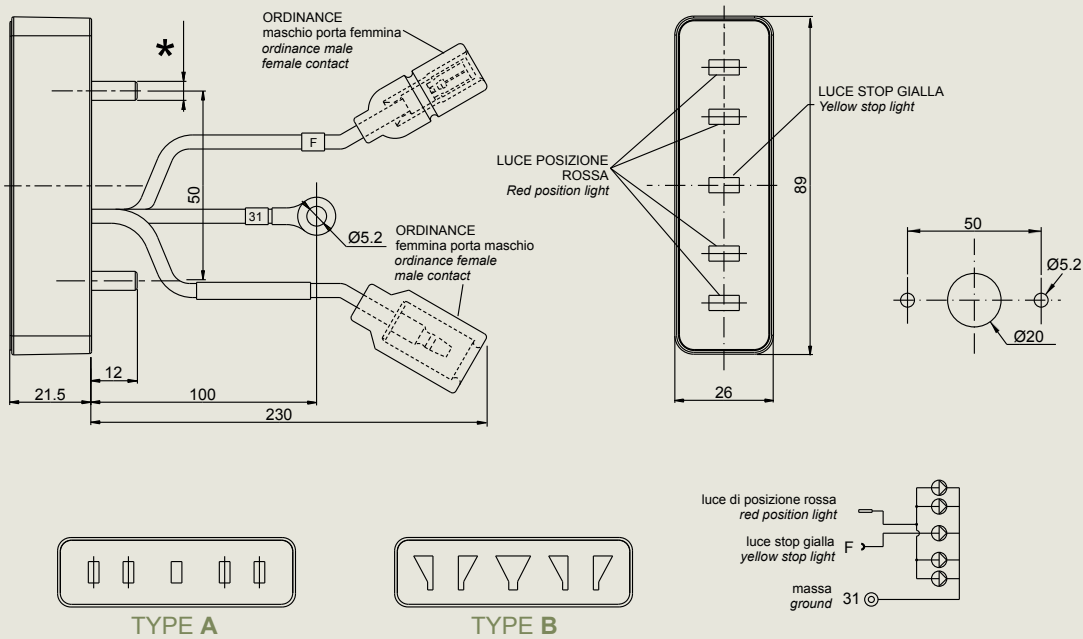 ORDINANCE
maschio porta femmina
ordinance male
female contact
*
F
50
31
Ø5.2
ORDINANCE
femmina porta maschio
ordinance female
male contact
12
21.5
100
230
LUCE STOP GIALLA
Yellow stop light
LUCE POSIZIONE
ROSSA
Red position light
89
26
50
Ø5.2
Ø20
TYPE A
TYPE B
luce di posizione rossa
red position light
luce stop gialla
yellow stop light
F
massa
ground
31